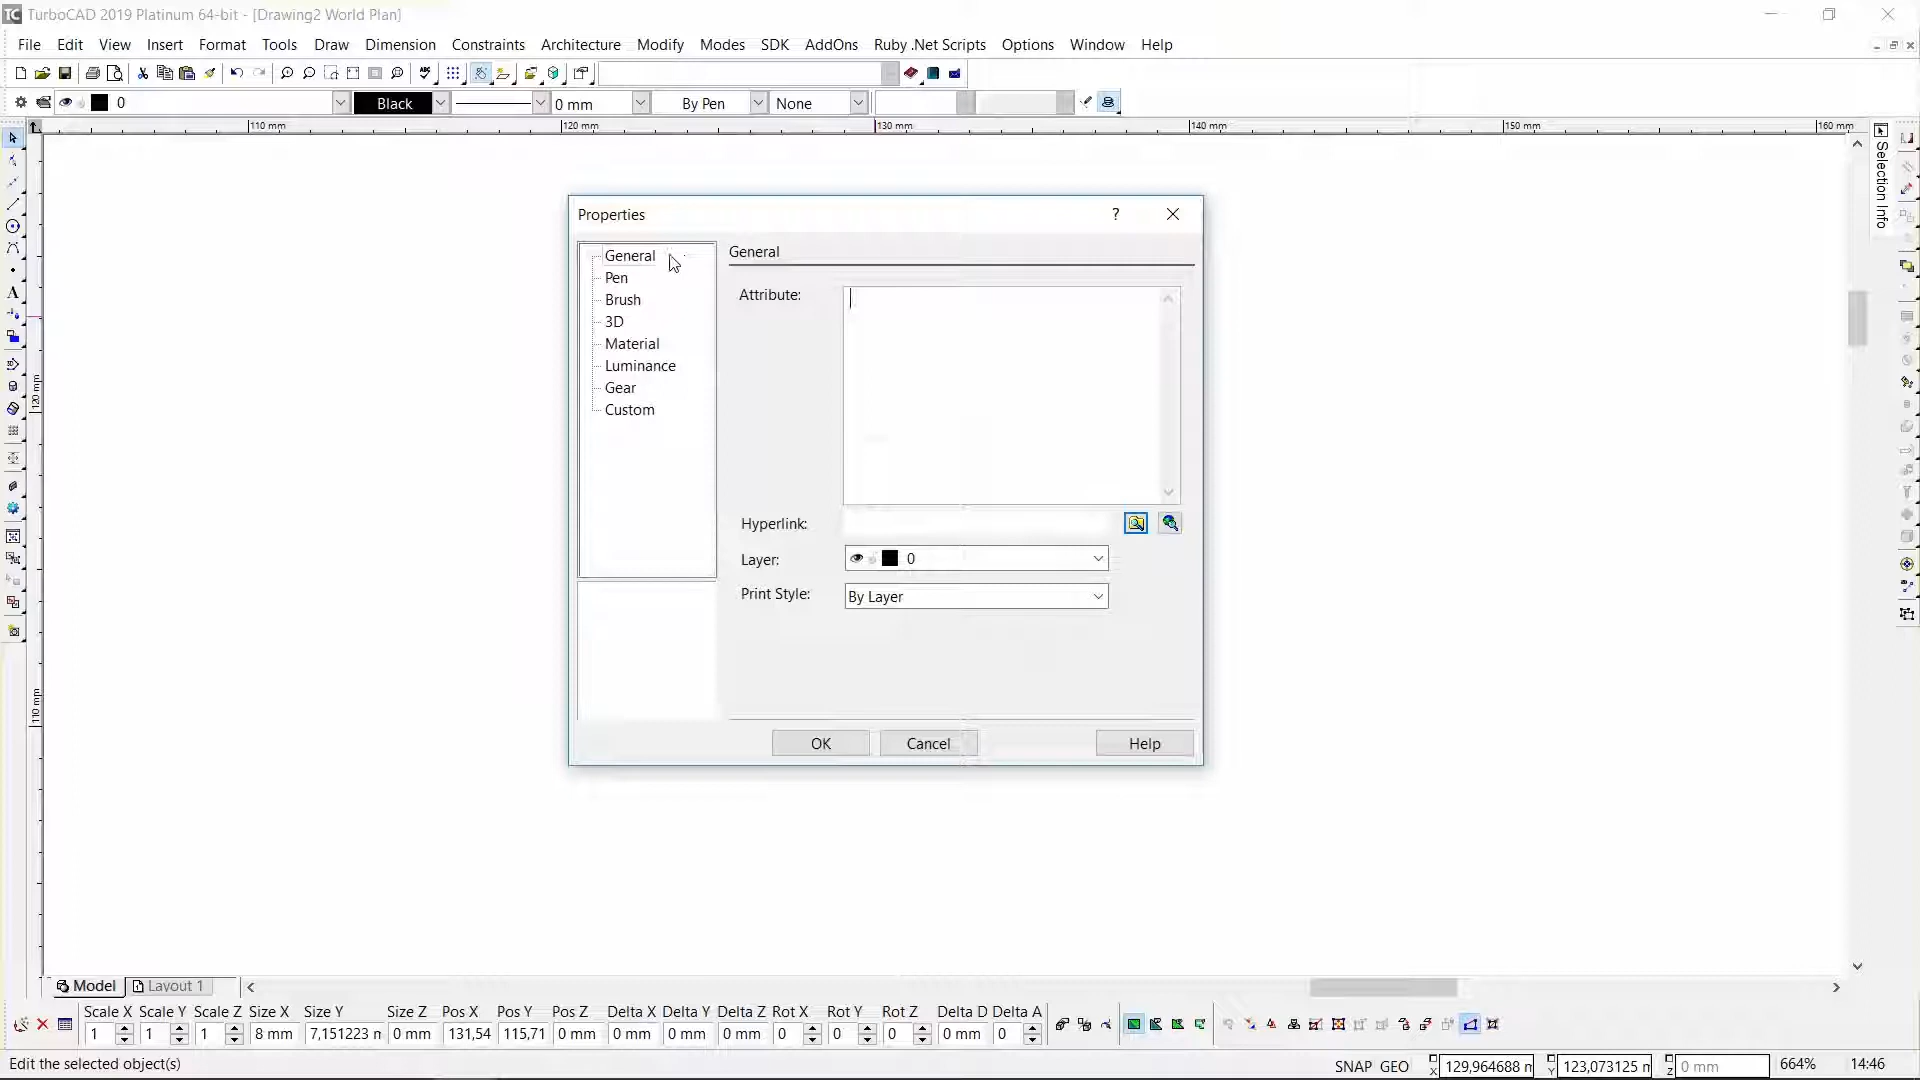 TurboCAD 2019 Platinum 64-bit - [Drawing2 World Plan]
File Edit View Insert Format Tools Draw Dimension Constraints Architecture Modify Modes SDK AddOns Ruby .Net Scripts Options Window Help
0 Black 0 mm By Pen None
110 mm 120 mm 130 mm 140 mm 150 mm 160 mm
Selection Info
120 mm
110 mm
Properties ?
General
Pen
Brush
3D
Material
Luminance
Gear
Custom
General
Attribute:
Hyperlink:
Layer: 0
Print Style: By Layer
OK Cancel Help
Model Layout 1
Scale X Scale Y Scale Z Size X Size Y Size Z Pos X Pos Y Pos Z Delta X Delta Y Delta Z Rot X Rot Y Rot Z Delta D Delta A
1 1 1 8 mm 7,151223 m 0 mm 131,54 115,71 0 mm 0 mm 0 mm 0 mm 0 0 0 0 mm 0
Edit the selected object(s) SNAP GEO X 129,964688 m Y 123,073125 m Z 0 mm 664% 14:46